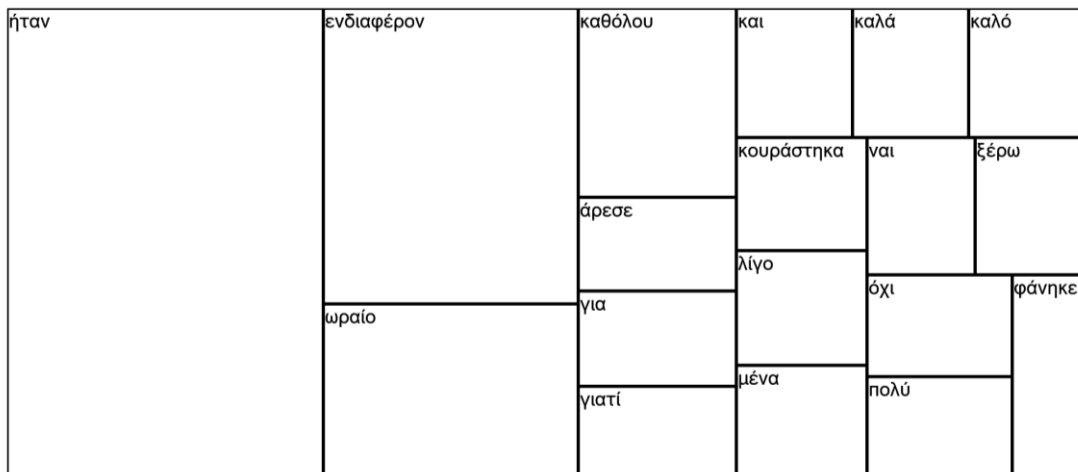 ήταν
ενδιαφέρον
ωραίο
καθόλου
άρεσε
για
γιατί
και
καλά
καλό
κουράστηκα
ναι
ξέρω
λίγο
μένα
όχι
φάνηκε
πολύ